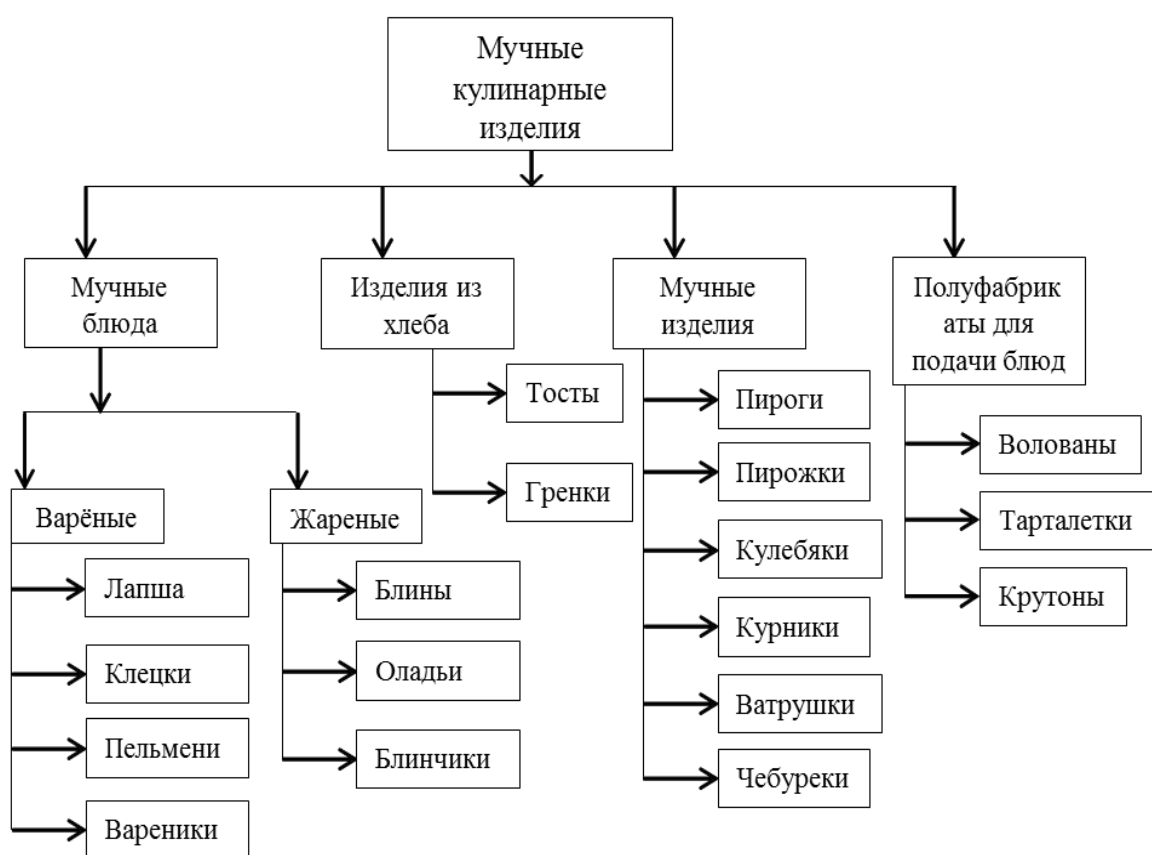 Мучные
кулинарные
изделия
Мучные
блюда
Изделия из
хлеба
Мучные
изделия
Полуфабрик
аты для
подачи блюд
Варёные
Лапша
Клецки
Пельмени
Вареники
Жареные
Блины
Оладьи
Блинчики
Тосты
Гренки
Пироги
Пирожки
Кулебяки
Курники
Ватрушки
Чебуреки
Волованы
Тарталетки
Крутоны